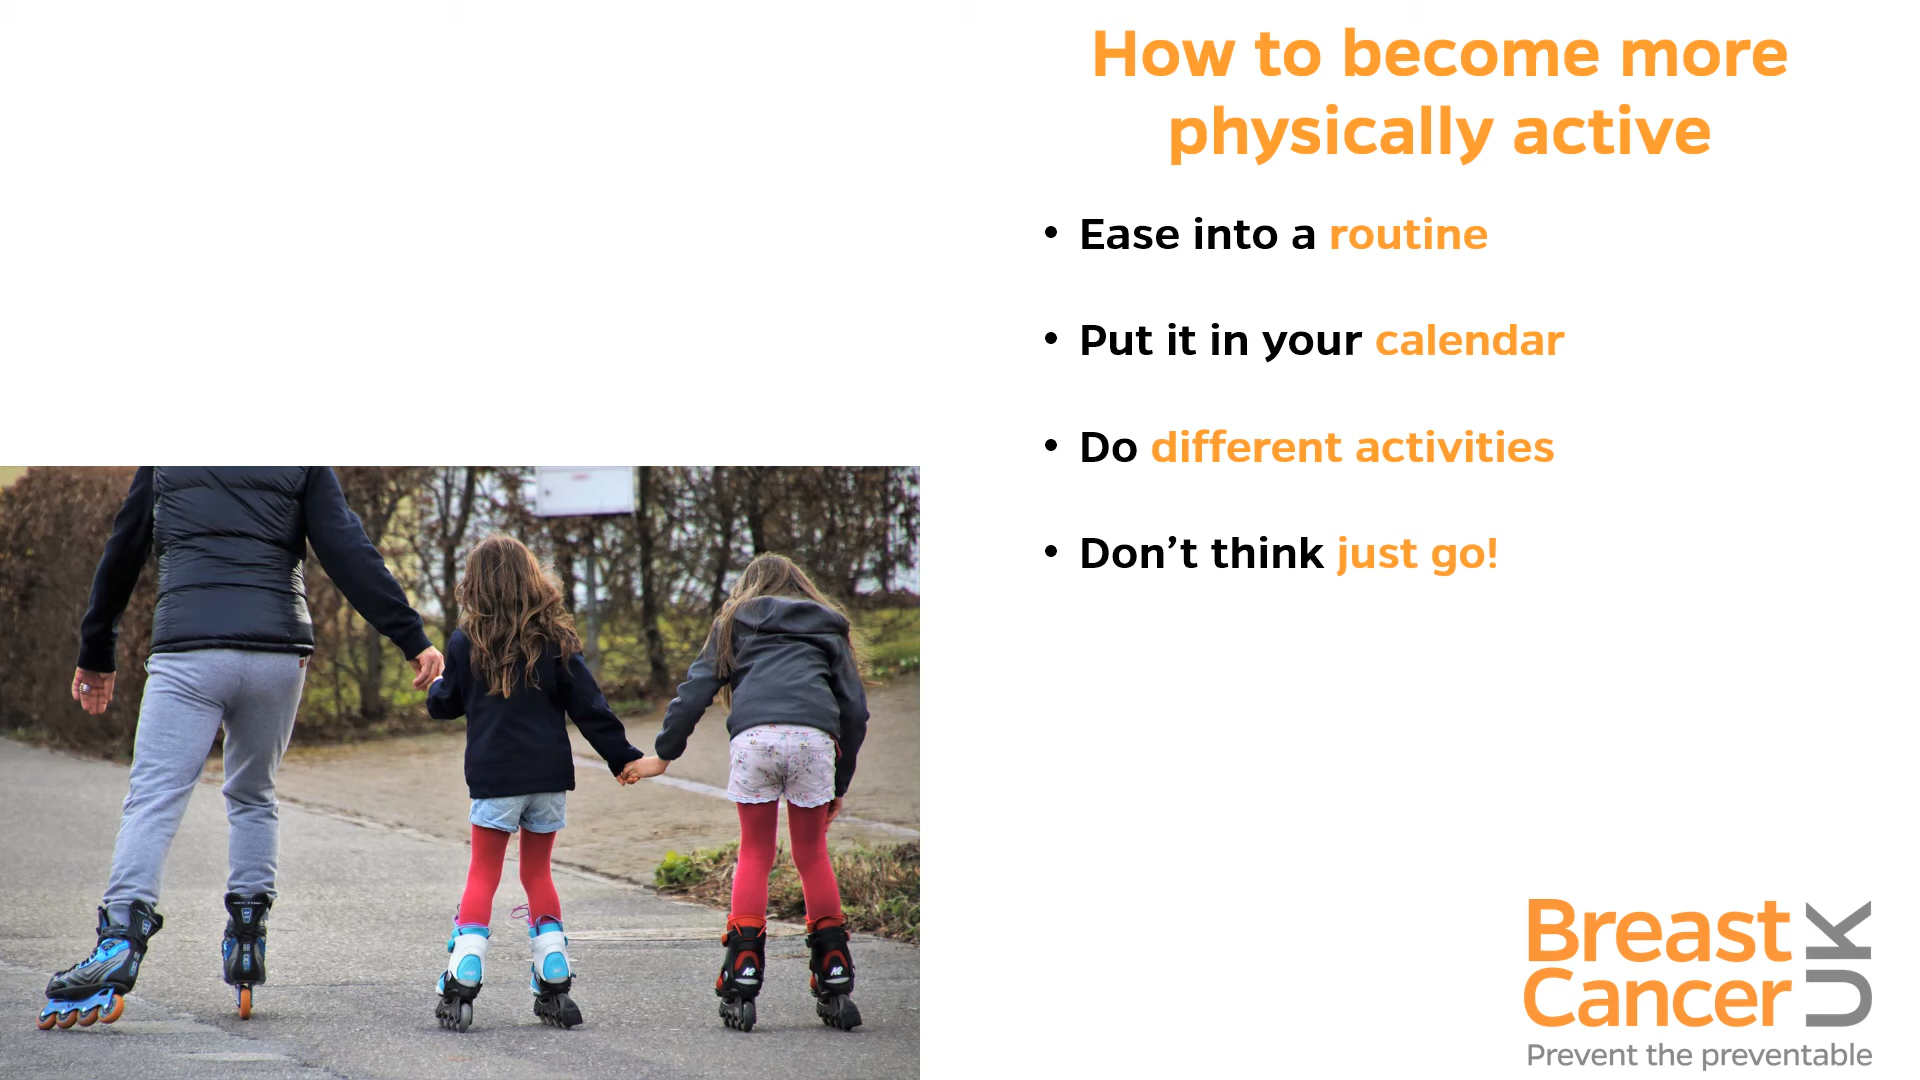 How to become more
physically active
• Ease into a routine
• Put it in your calendar
• Do different activities
• Don’t think just go!
Breast
Cancer
UK
Prevent the preventable
K2